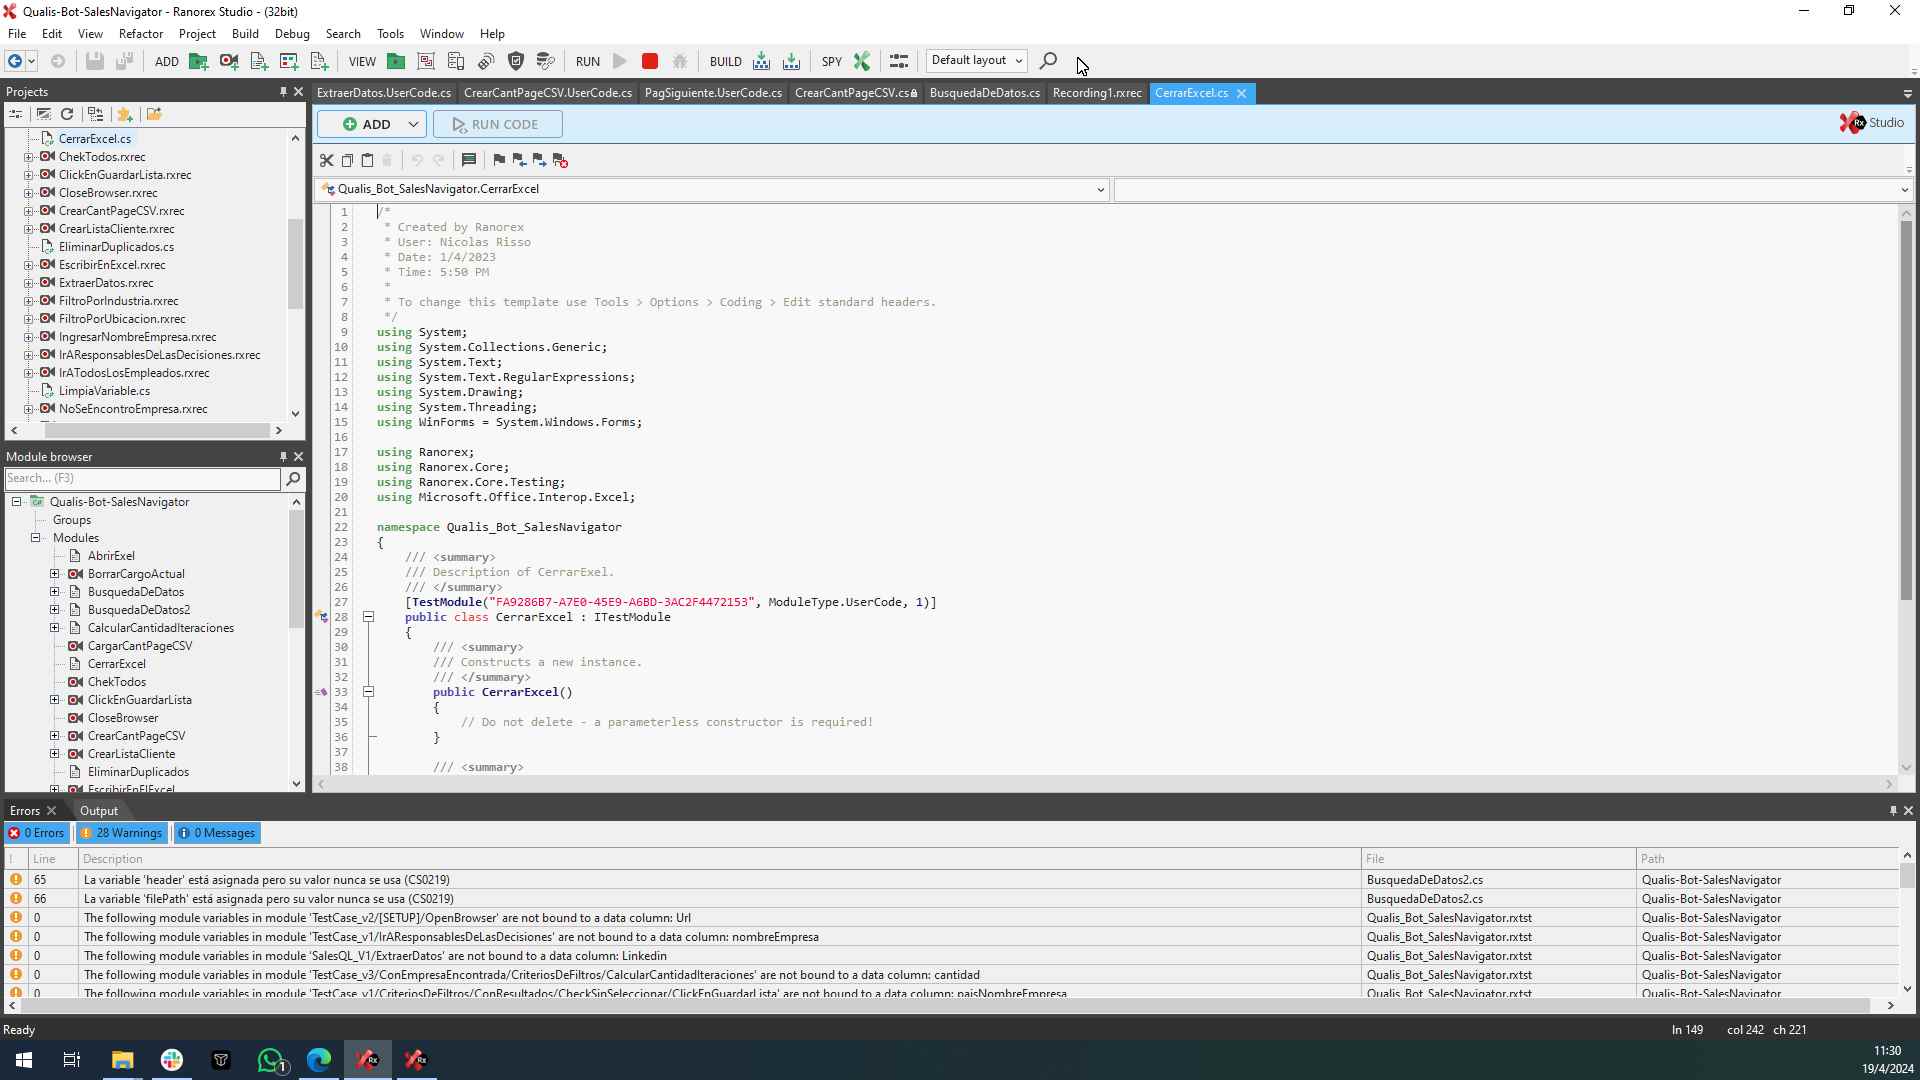 Qualis-Bot-SalesNavigator - Ranorex Studio - (32bit)
File Edit View Refactor Project Build Debug Search Tools Window Help
ADD VIEW RUN BUILD SPY Default layout
Projects
CerrarExcel.cs
ChekTodos.rxrec
ClickEnGuardarLista.rxrec
CloseBrowser.rxrec
CrearCantPageCSV.rxrec
CrearListaCliente.rxrec
EliminarDuplicados.cs
EscribirEnExcel.rxrec
ExtraerDatos.rxrec
FiltroPorIndustria.rxrec
FiltroPorUbicacion.rxrec
IngresarNombreEmpresa.rxrec
IrAResponsablesDeLasDecisiones.rxrec
IrATodosLosEmpleados.rxrec
LimpiaVariable.cs
NoSeEncontroEmpresa.rxrec
Module browser
Search... (F3)
Qualis-Bot-SalesNavigator
Groups
Modules
AbrirExel
BorrarCargoActual
BusquedaDeDatos
BusquedaDeDatos2
CalcularCantidadIteraciones
CargarCantPageCSV
CerrarExcel
ChekTodos
ClickEnGuardarLista
CloseBrowser
CrearCantPageCSV
CrearListaCliente
EliminarDuplicados
EscribirEnElExcel
ExtraerDatos.UserCode.cs CrearCantPageCSV.UserCode.cs PagSiguiente.UserCode.cs CrearCantPageCSV.cs BusquedaDeDatos.cs Recording1.rxrec CerrarExcel.cs
ADD RUN CODE
Rx Studio
Qualis_Bot_SalesNavigator.CerrarExcel
1 /*
2 * Created by Ranorex
3 * User: Nicolas Risso
4 * Date: 1/4/2023
5 * Time: 5:50 PM
6 *
7 * To change this template use Tools > Options > Coding > Edit standard headers.
8 */
9 using System;
10 using System.Collections.Generic;
11 using System.Text;
12 using System.Text.RegularExpressions;
13 using System.Drawing;
14 using System.Threading;
15 using WinForms = System.Windows.Forms;
16
17 using Ranorex;
18 using Ranorex.Core;
19 using Ranorex.Core.Testing;
20 using Microsoft.Office.Interop.Excel;
21
22 namespace Qualis_Bot_SalesNavigator
23 {
24 /// <summary>
25 /// Description of CerrarExel.
26 /// </summary>
27 [TestModule("FA9286B7-A7E0-45E9-A6BD-3AC2F4472153", ModuleType.UserCode, 1)]
28 public class CerrarExcel : ITestModule
29 {
30 /// <summary>
31 /// Constructs a new instance.
32 /// </summary>
33 public CerrarExcel()
34 {
35 // Do not delete - a parameterless constructor is required!
36 }
37
38 /// <summary>
Errors Output
0 Errors 28 Warnings 0 Messages
! Line Description File Path
65 La variable 'header' está asignada pero su valor nunca se usa (CS0219) BusquedaDeDatos2.cs Qualis-Bot-SalesNavigator
66 La variable 'filePath' está asignada pero su valor nunca se usa (CS0219) BusquedaDeDatos2.cs Qualis-Bot-SalesNavigator
0 The following module variables in module 'TestCase_v2/[SETUP]/OpenBrowser' are not bound to a data column: Url Qualis_Bot_SalesNavigator.rxtst Qualis-Bot-SalesNavigator
0 The following module variables in module 'TestCase_v1/IrAResponsablesDeLasDecisiones' are not bound to a data column: nombreEmpresa Qualis_Bot_SalesNavigator.rxtst Qualis-Bot-SalesNavigator
0 The following module variables in module 'SalesQL_V1/ExtraerDatos' are not bound to a data column: Linkedin Qualis_Bot_SalesNavigator.rxtst Qualis-Bot-SalesNavigator
0 The following module variables in module 'TestCase_v3/ConEmpresaEncontrada/CriteriosDeFiltros/CalcularCantidadIteraciones' are not bound to a data column: cantidad Qualis_Bot_SalesNavigator.rxtst Qualis-Bot-SalesNavigator
0 The following module variables in module 'TestCase_v1/CriteriosDeFiltros/ConResultados/CheckSinSeleccionar/ClickEnGuardarLista' are not bound to a data column: paisNombreEmpresa Qualis_Bot_SalesNavigator.rxtst Qualis-Bot-SalesNavigator
Ready ln 149 col 242 ch 221
1
11:30
19/4/2024